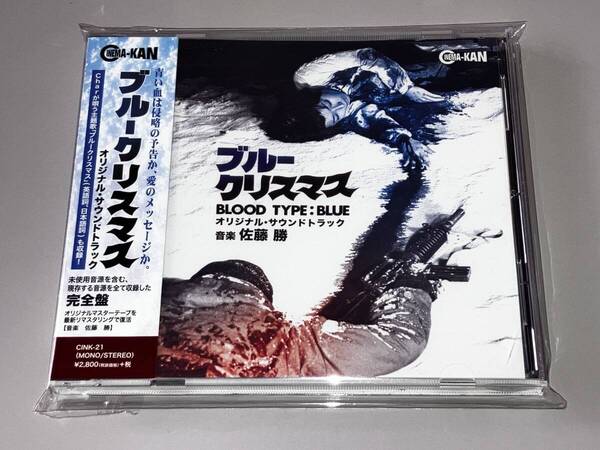 CINEMA-KAN
青い血は侵略の予告か、愛のメッセージか。
ブルークリスマス
オリジナル・サウンドトラック
Charが唄う主題歌「ブルークリスマス」(英語詞、日本語詞)も収録!
未使用音源を含む、
現存する音源を全て収録した
完全盤
オリジナルマスターテープを
最新リマスタリングで復活
【音楽 佐藤 勝】
CINK-21
(MONO/STEREO)
¥2,800(税抜価格)+税
CINEMA-KAN
ブルー
クリスマス
BLOOD TYPE:BLUE
オリジナル・サウンドトラック
音楽 佐藤 勝